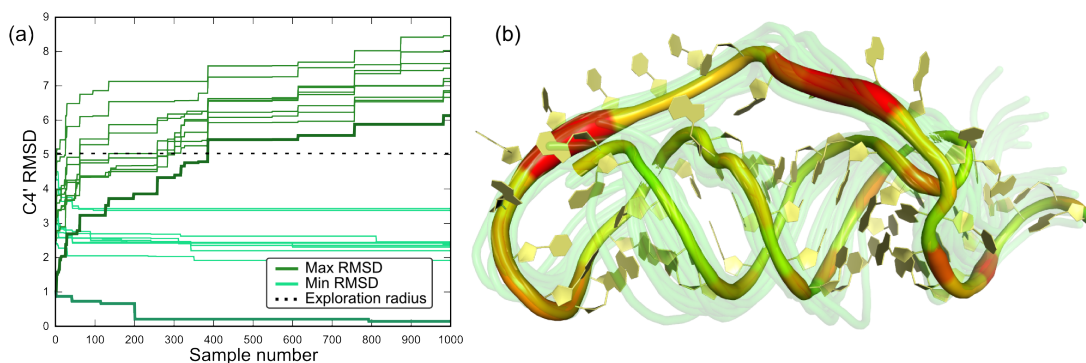 (a)
(b)
C4' RMSD
9
8
7
6
5
4
3
2
1
0
Max RMSD
Min RMSD
Exploration radius
0 100 200 300 400 500 600 700 800 900 1000
Sample number